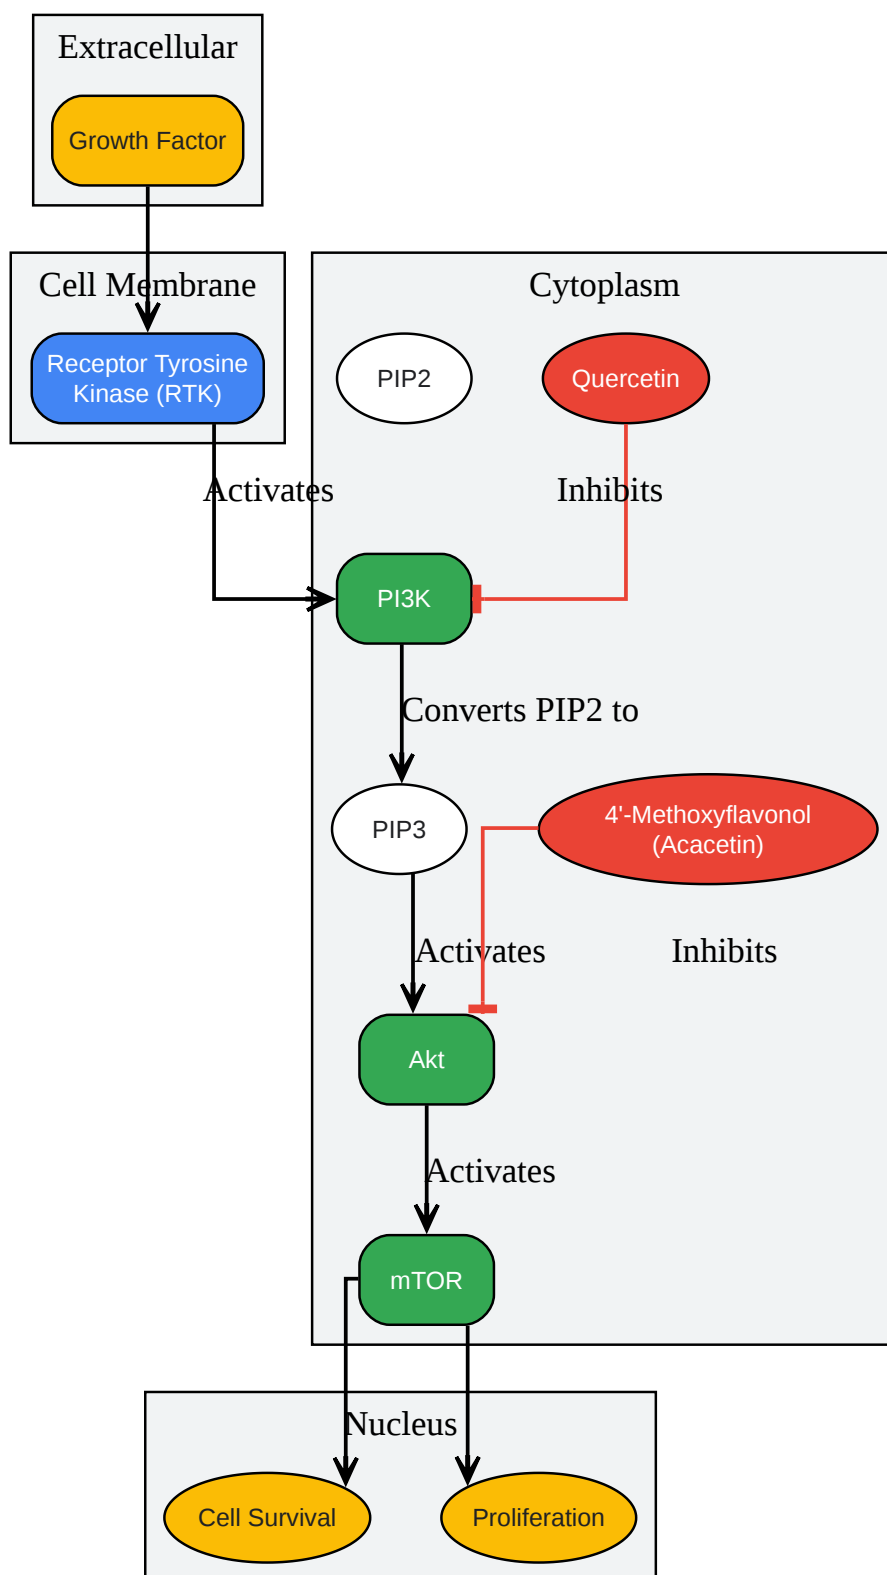 Extracellular
Growth Factor
Cell Membrane
Receptor Tyrosine
Kinase (RTK)
Cytoplasm
PIP2
Quercetin
Activates
Inhibits
PI3K
Converts PIP2 to
PIP3
4'-Methoxyflavonol
(Acacetin)
Activates
Inhibits
Akt
Activates
mTOR
Nucleus
Cell Survival
Proliferation